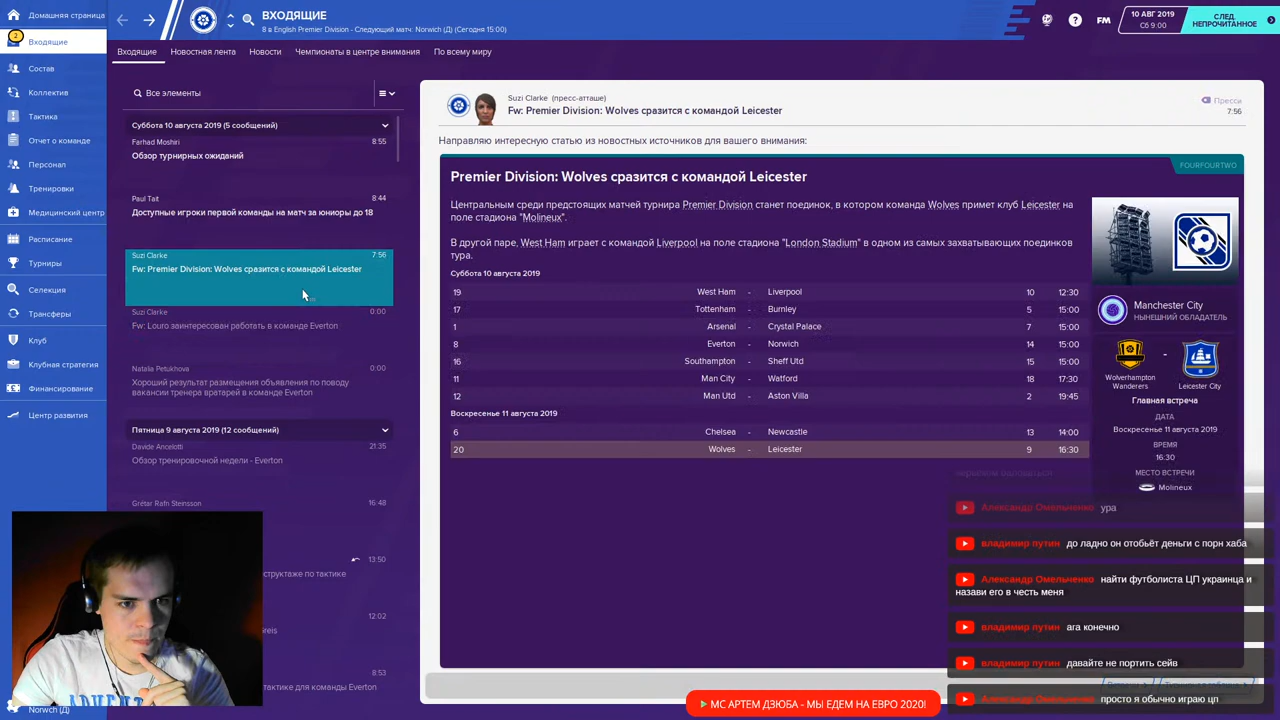 Домашняя страница
ВХОДЯЩИЕ
8 в English Premier Division - Следующий матч: Norwich (Д) (Сегодня 15:00)
FM
10 АВГ 2019
Сб 9:00
СЛЕД.
НЕПРОЧИТАННОЕ
2
Входящие
Состав
Коллектив
Тактика
Отчет о команде
Персонал
Тренировки
Медицинский центр
Расписание
Турниры
Селекция
Трансферы
Клуб
Клубная стратегия
Финансирование
Центр развития
Входящие
Новостная лента
Новости
Чемпионаты в центре внимания
По всему миру
Все элементы
Суббота 10 августа 2019 (5 сообщений)
Farhad Moshiri 8:55
Обзор турнирных ожиданий
Paul Tait 8:44
Доступные игроки первой команды на матч за юниоры до 18
Suzi Clarke 7:56
Fw: Premier Division: Wolves сразится с командой Leicester
Suzi Clarke 0:00
Fw: Louro заинтересован работать в команде Everton
Natalia Petukhova 0:00
Хороший результат размещения объявления по поводу
вакансии тренера вратарей в команде Everton
Пятница 9 августа 2019 (12 сообщений)
Davide Ancelotti 21:35
Обзор тренировочной недели - Everton
Grétar Rafn Steinsson 16:48
13:50
структаже по тактике
12:02
8:53
тактике для команды Everton
Suzi Clarke (пресс-атташе)
Fw: Premier Division: Wolves сразится с командой Leicester
7:56
Направляю интересную статью из новостных источников для вашего внимания:
FOURFOURTWO
Premier Division: Wolves сразится с командой Leicester
Центральным среди предстоящих матчей турнира Premier Division станет поединок, в котором команда Wolves примет клуб Leicester на
поле стадиона "Molineux".
В другой паре, West Ham играет с командой Liverpool на поле стадиона "London Stadium" в одном из самых захватывающих поединков
тура.
Суббота 10 августа 2019
19 West Ham - Liverpool 10 12:30
17 Tottenham - Burnley 5 15:00
1 Arsenal - Crystal Palace 7 15:00
8 Everton - Norwich 14 15:00
16 Southampton - Sheff Utd 15 15:00
11 Man City - Watford 18 17:30
12 Man Utd - Aston Villa 2 19:45
Воскресенье 11 августа 2019
6 Chelsea - Newcastle 13 14:00
20 Wolves - Leicester 9 16:30
Manchester City
НЫНЕШНИЙ ОБЛАДАТЕЛЬ
Wolverhampton
Wanderers
-
Leicester City
Главная встреча
ДАТА
Воскресенье 11 августа 2019
ВРЕМЯ
16:30
МЕСТО ВСТРЕЧИ
Molineux
Александр Омельченко ура
владимир путин до ладно он отобьёт деньги с порн хаба
Александр Омельченко найти футболиста ЦП украинца и
назави его в честь меня
владимир путин ага конечно
владимир путин давайте не портить сейв
Александр Омельченко просто я обычно играю цп
МС АРТЕМ ДЗЮБА - МЫ ЕДЕМ НА ЕВРО 2020!